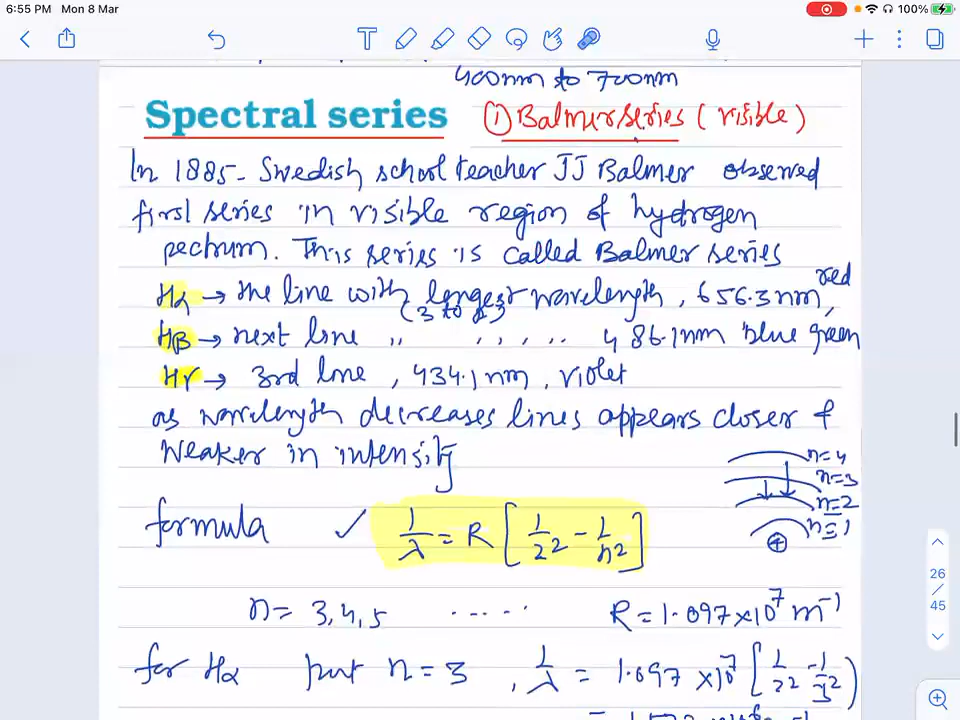 6:55 PM Mon 8 Mar 100%
400nm to 700nm
Spectral series ① Balmer series (visible)
In 1885- Swedish school teacher JJ Balmer observed
first series in visible region of hydrogen
pectrum. This series is called Balmer series
Hα → the line with longest wavelength, 656.3nm, red
(3 to 2)
Hβ → next line ,, ,, ,, .. 486.1nm blue green
Hγ → 3rd line, 434.1nm, violet
as wavelength decreases lines appears closer &
weaker in intensity
n=4
n=3
n=2
n=1
+
formula ✓ 1/λ = R [1/2² - 1/n²]
n = 3,4,5 ...... R = 1.097×10⁷ m⁻¹
for Hα put n = 3, 1/λ = 1.097 ×10⁷ [1/2² - 1/3²)
26
/
45